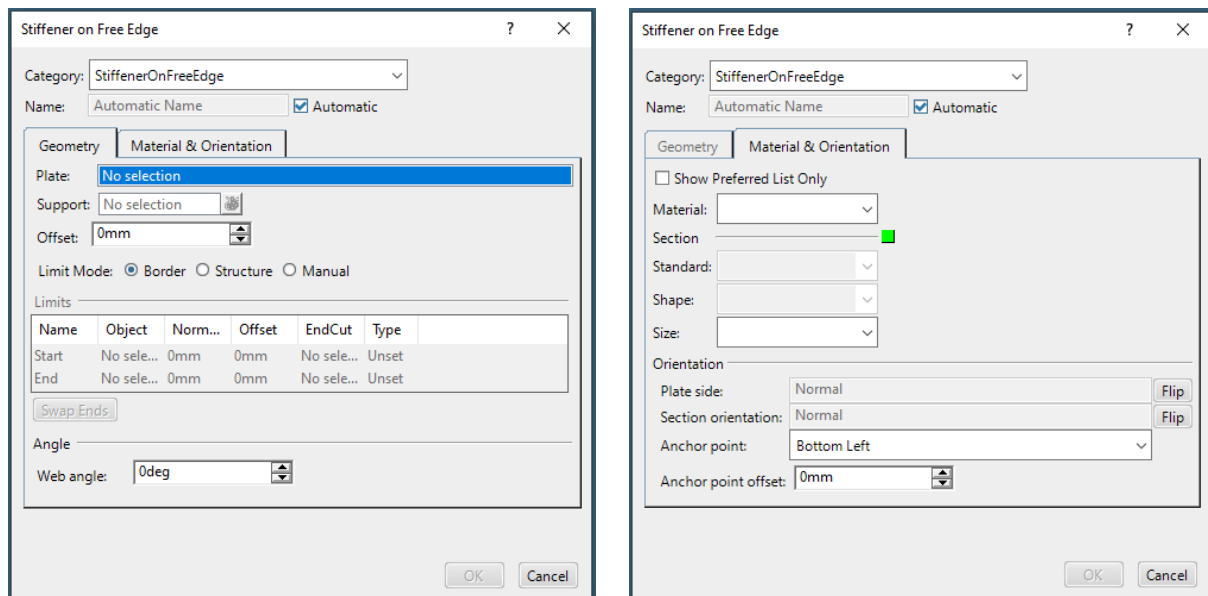 Stiffener on Free Edge ?
Category: StiffenerOnFreeEdge
Name: Automatic Name Automatic
Geometry Material & Orientation
Plate: No selection
Support: No selection
Offset: 0mm
Limit Mode: Border Structure Manual
Limits
Name Object Norm... Offset EndCut Type
Start No sele... 0mm 0mm No sele... Unset
End No sele... 0mm 0mm No sele... Unset
Swap Ends
Angle
Web angle: 0deg
OK Cancel
Stiffener on Free Edge ?
Category: StiffenerOnFreeEdge
Name: Automatic Name Automatic
Geometry Material & Orientation
Show Preferred List Only
Material:
Section
Standard:
Shape:
Size:
Orientation
Plate side: Normal Flip
Section orientation: Normal Flip
Anchor point: Bottom Left
Anchor point offset: 0mm
OK Cancel